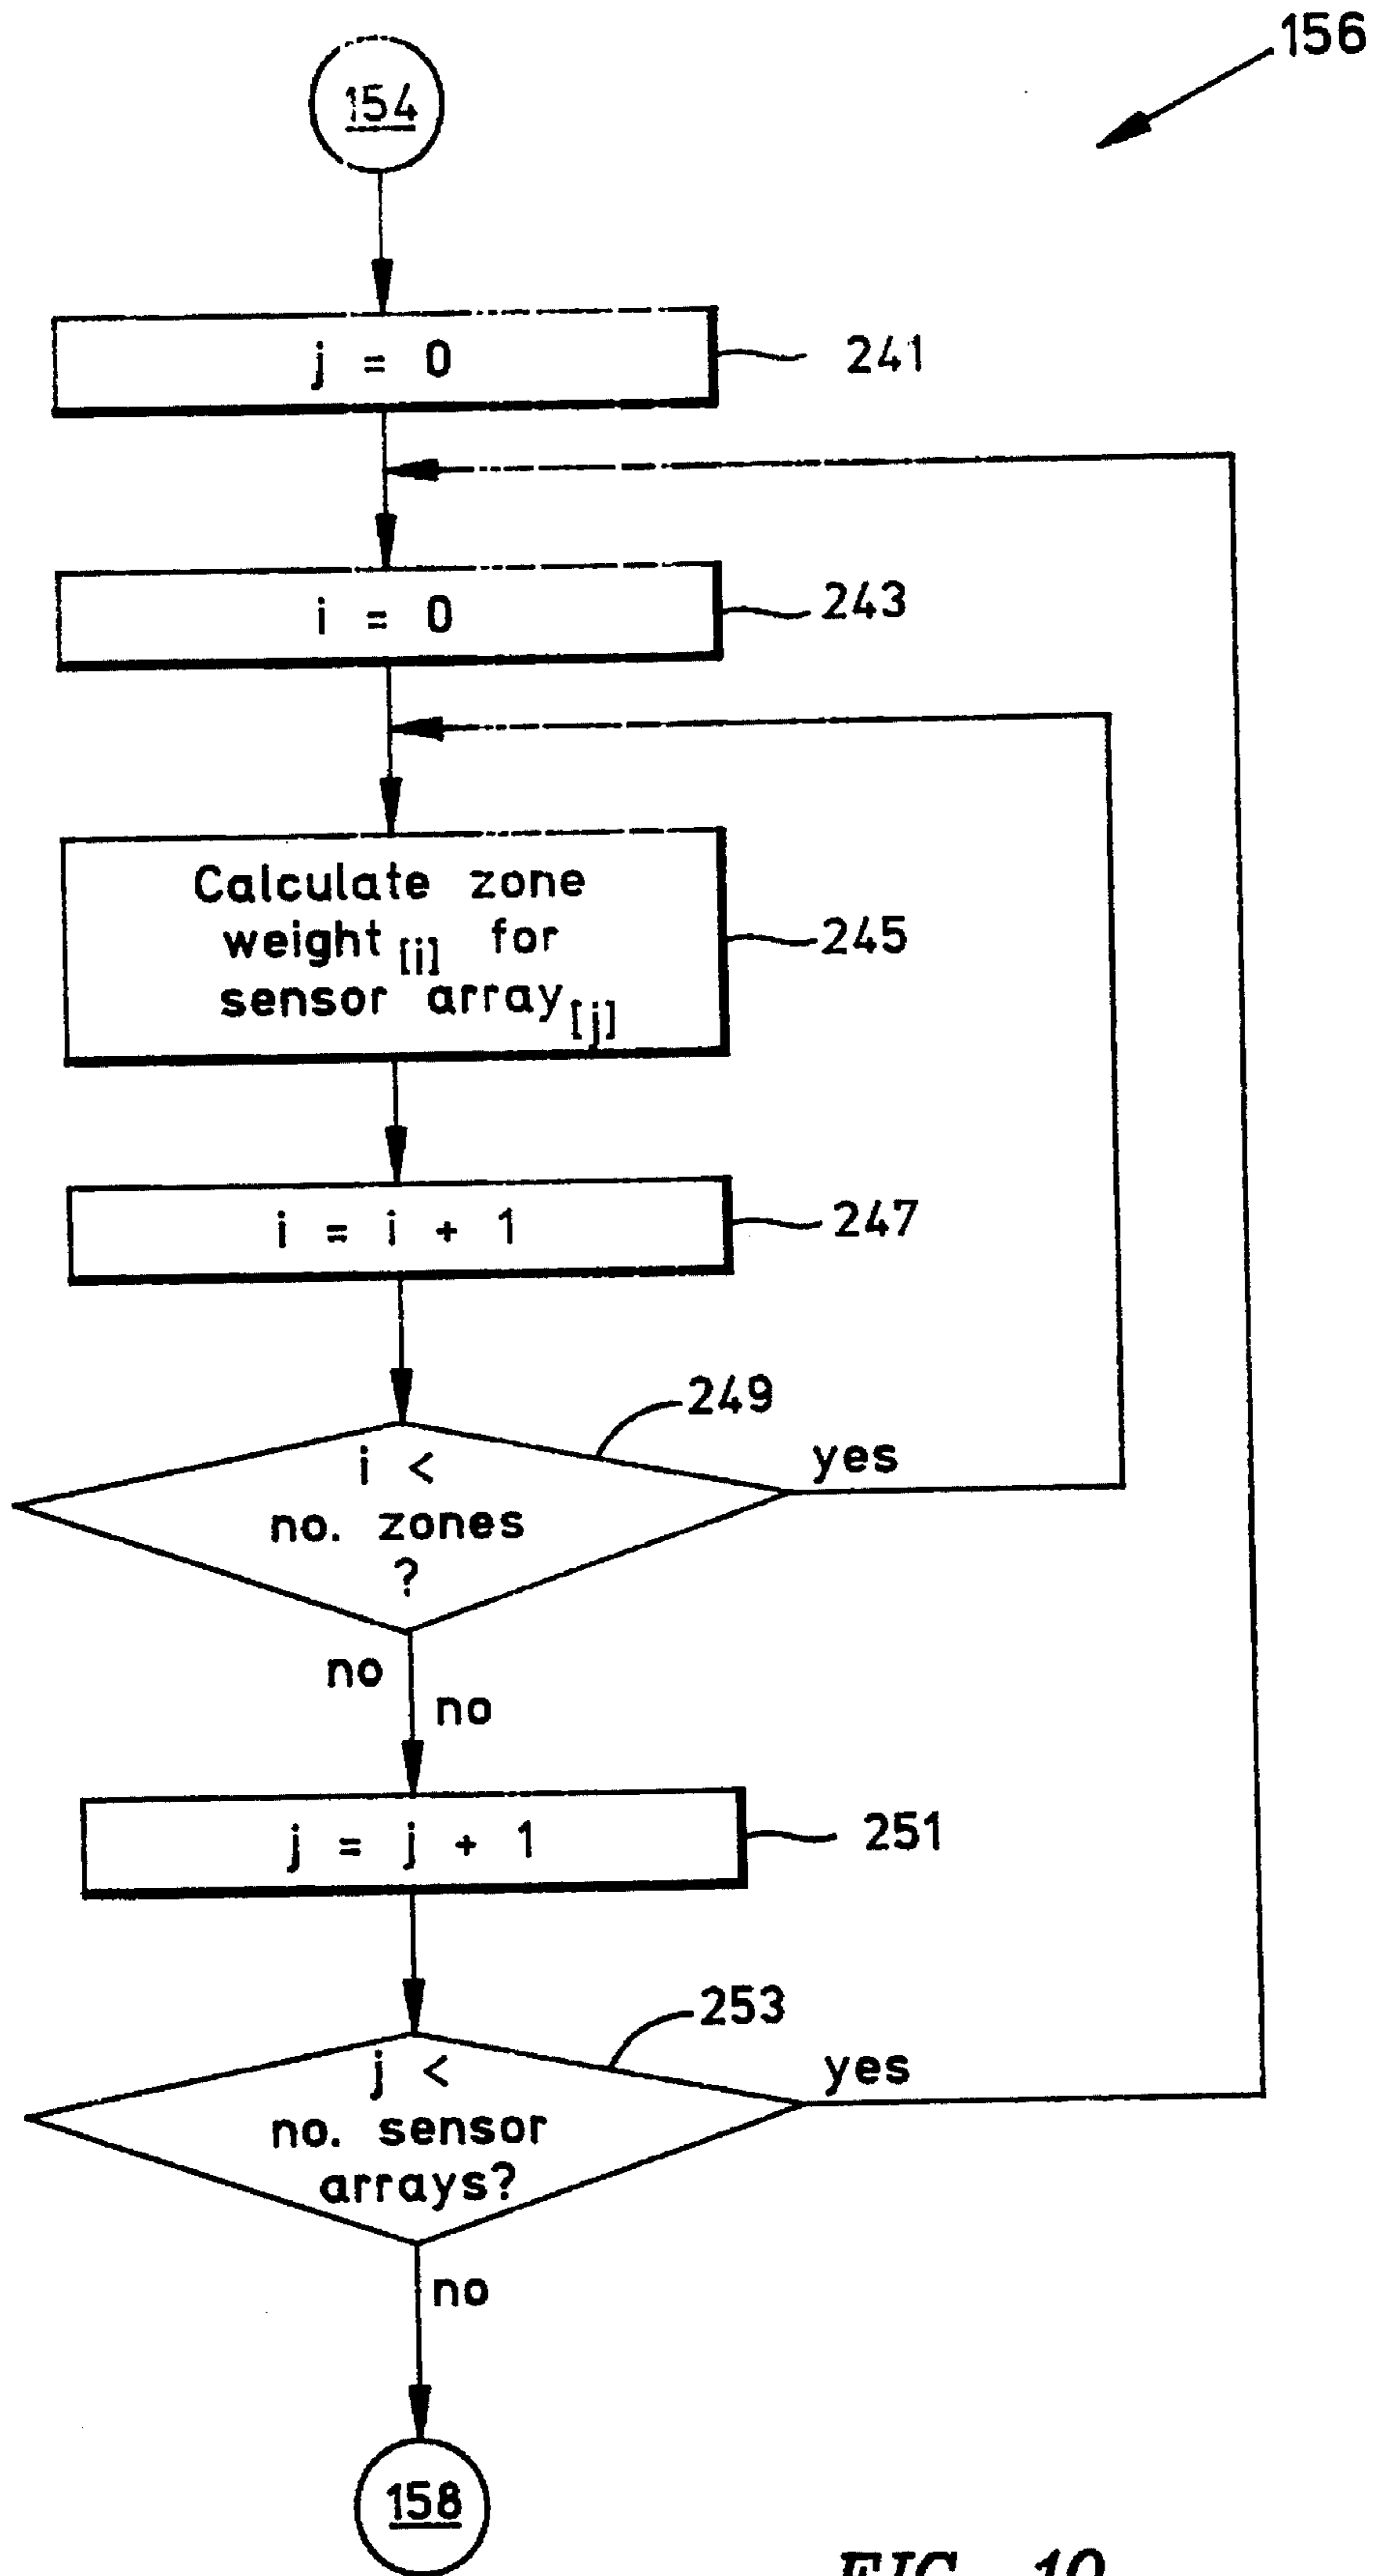 156
154
j = 0
241
i = 0
243
Calculate zone
weight[i] for
sensor array[j]
245
i = i + 1
247
249
i <
no. zones
?
yes
no
no
j = j + 1
251
253
j <
no. sensor
arrays?
yes
no
158